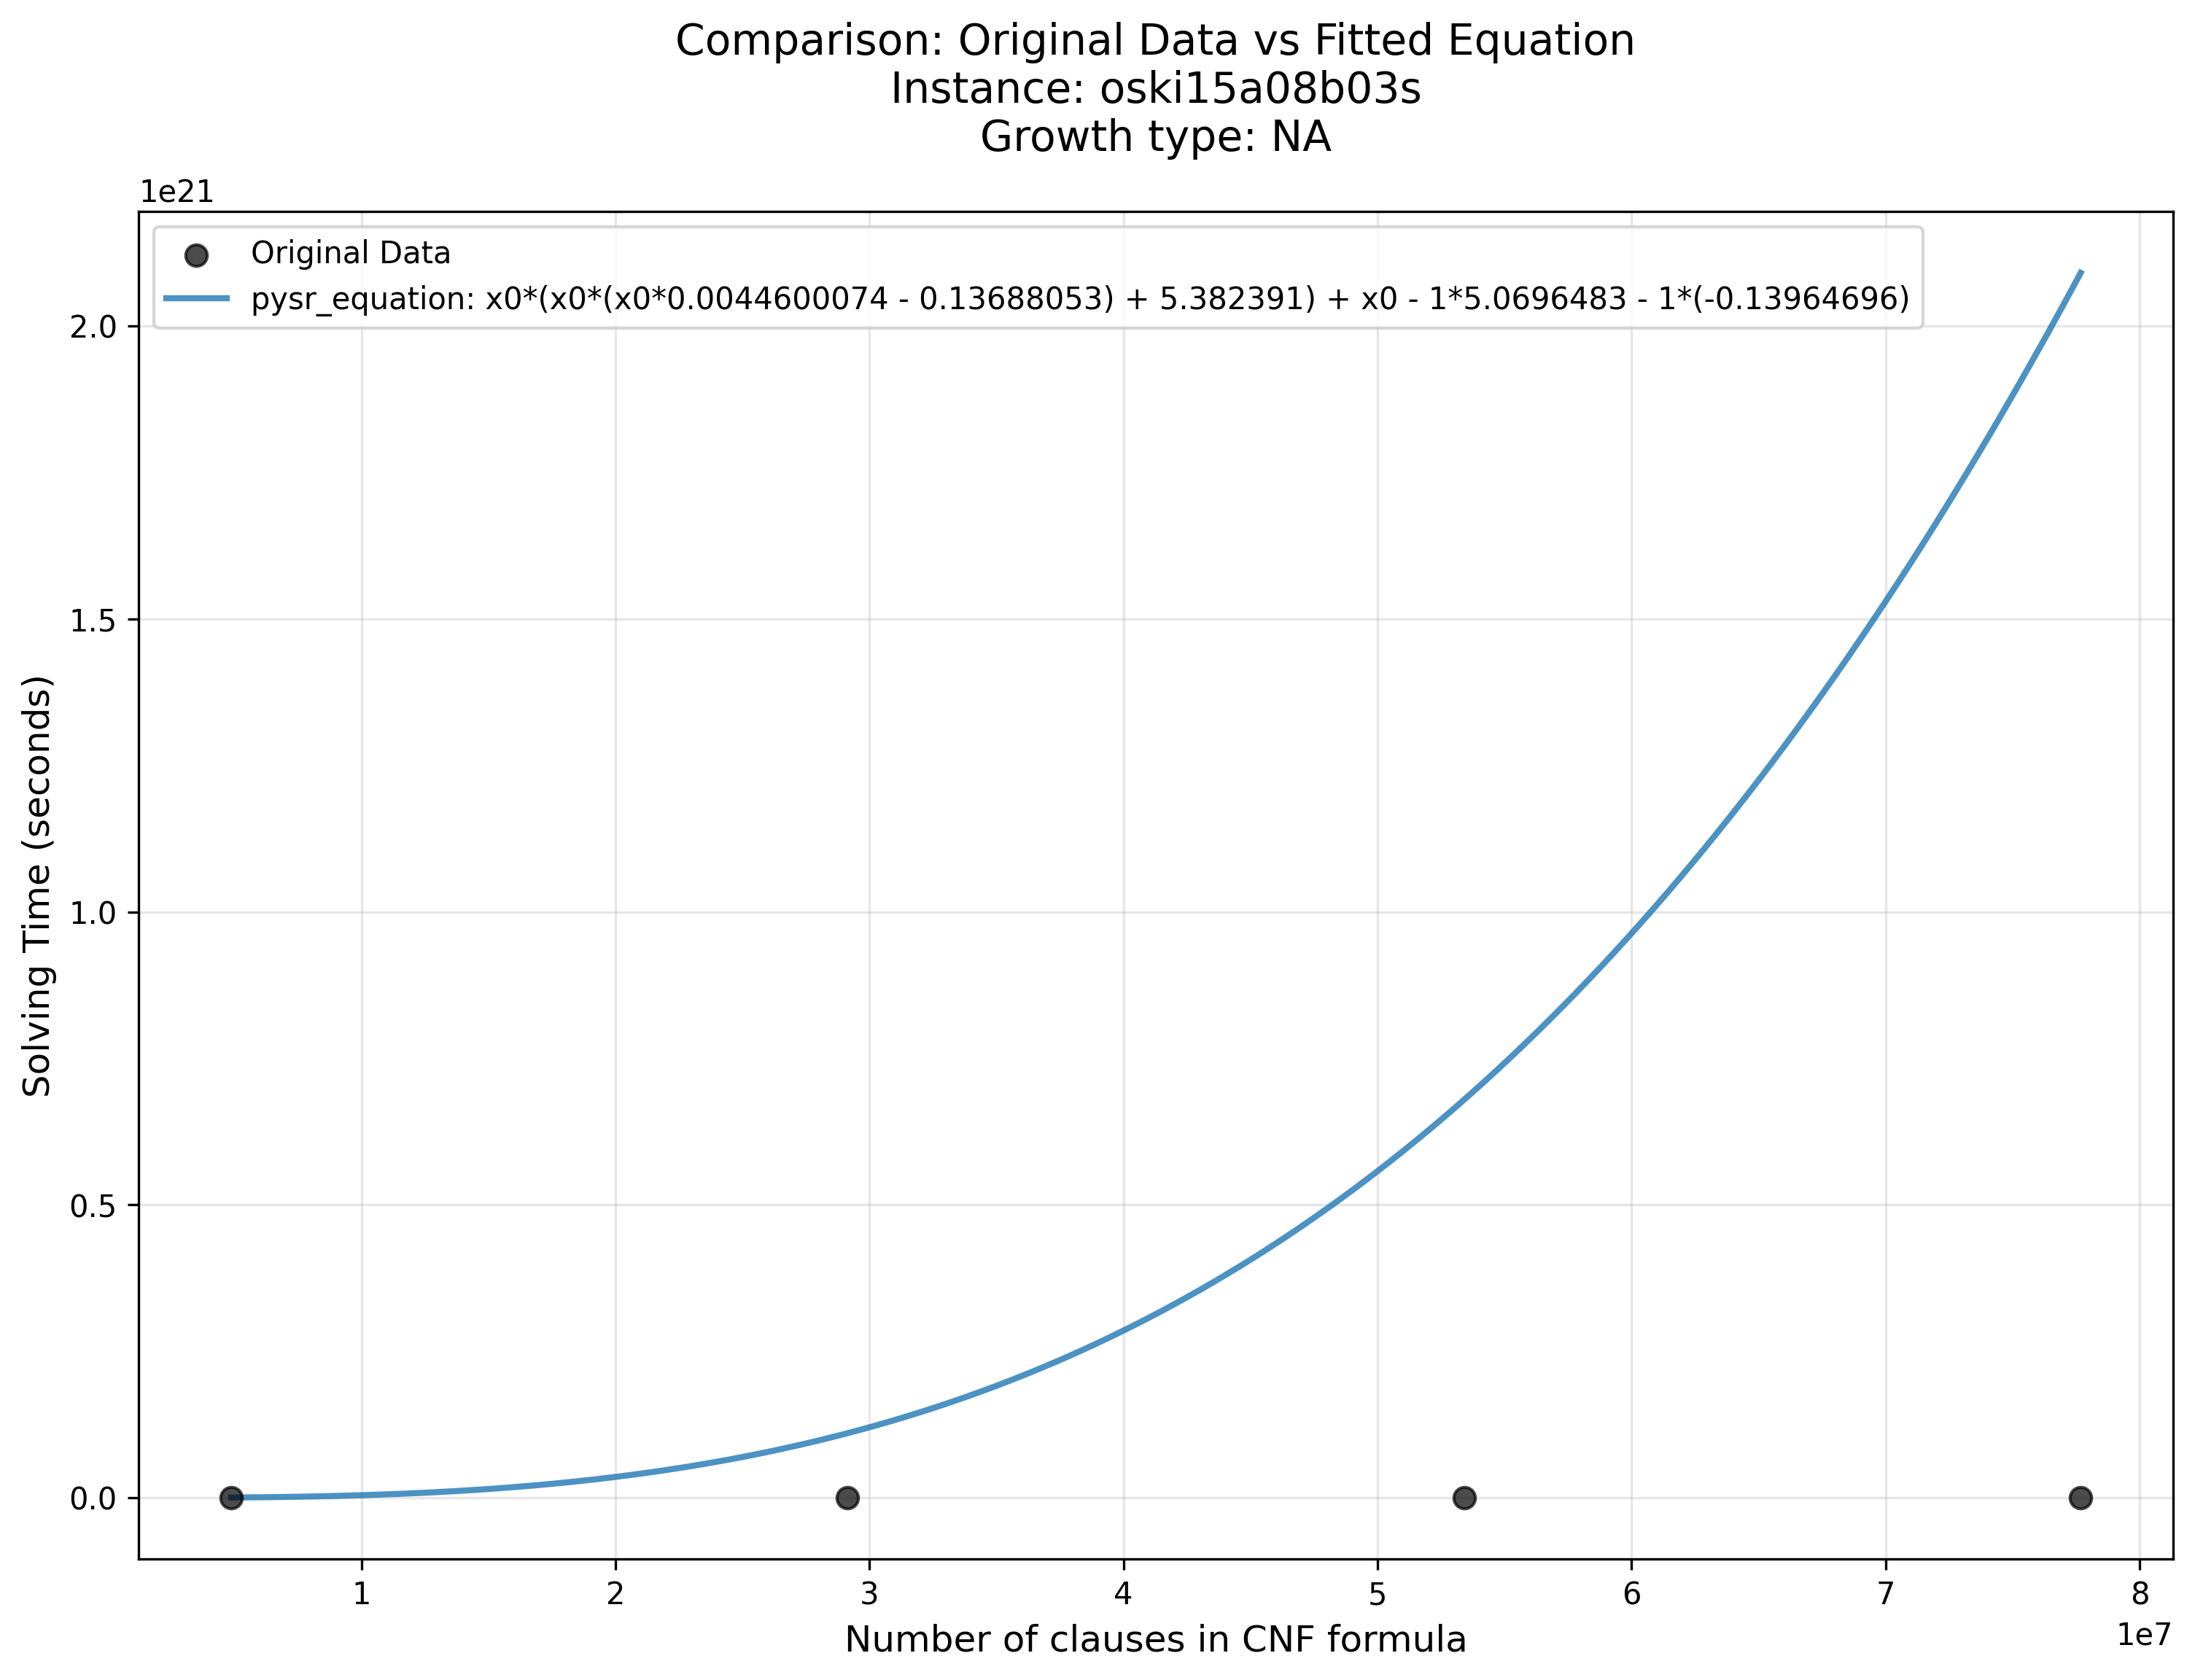 Comparison: Original Data vs Fitted Equation
Instance: oski15a08b03s
Growth type: NA
1e21
Original Data
pysr_equation: x0*(x0*(x0*0.0044600074 - 0.13688053) + 5.382391) + x0 - 1*5.0696483 - 1*(-0.13964696)
2.0
1.5
1.0
0.5
0.0
Solving Time (seconds)
1 2 3 4 5 6 7 8
1e7
Number of clauses in CNF formula